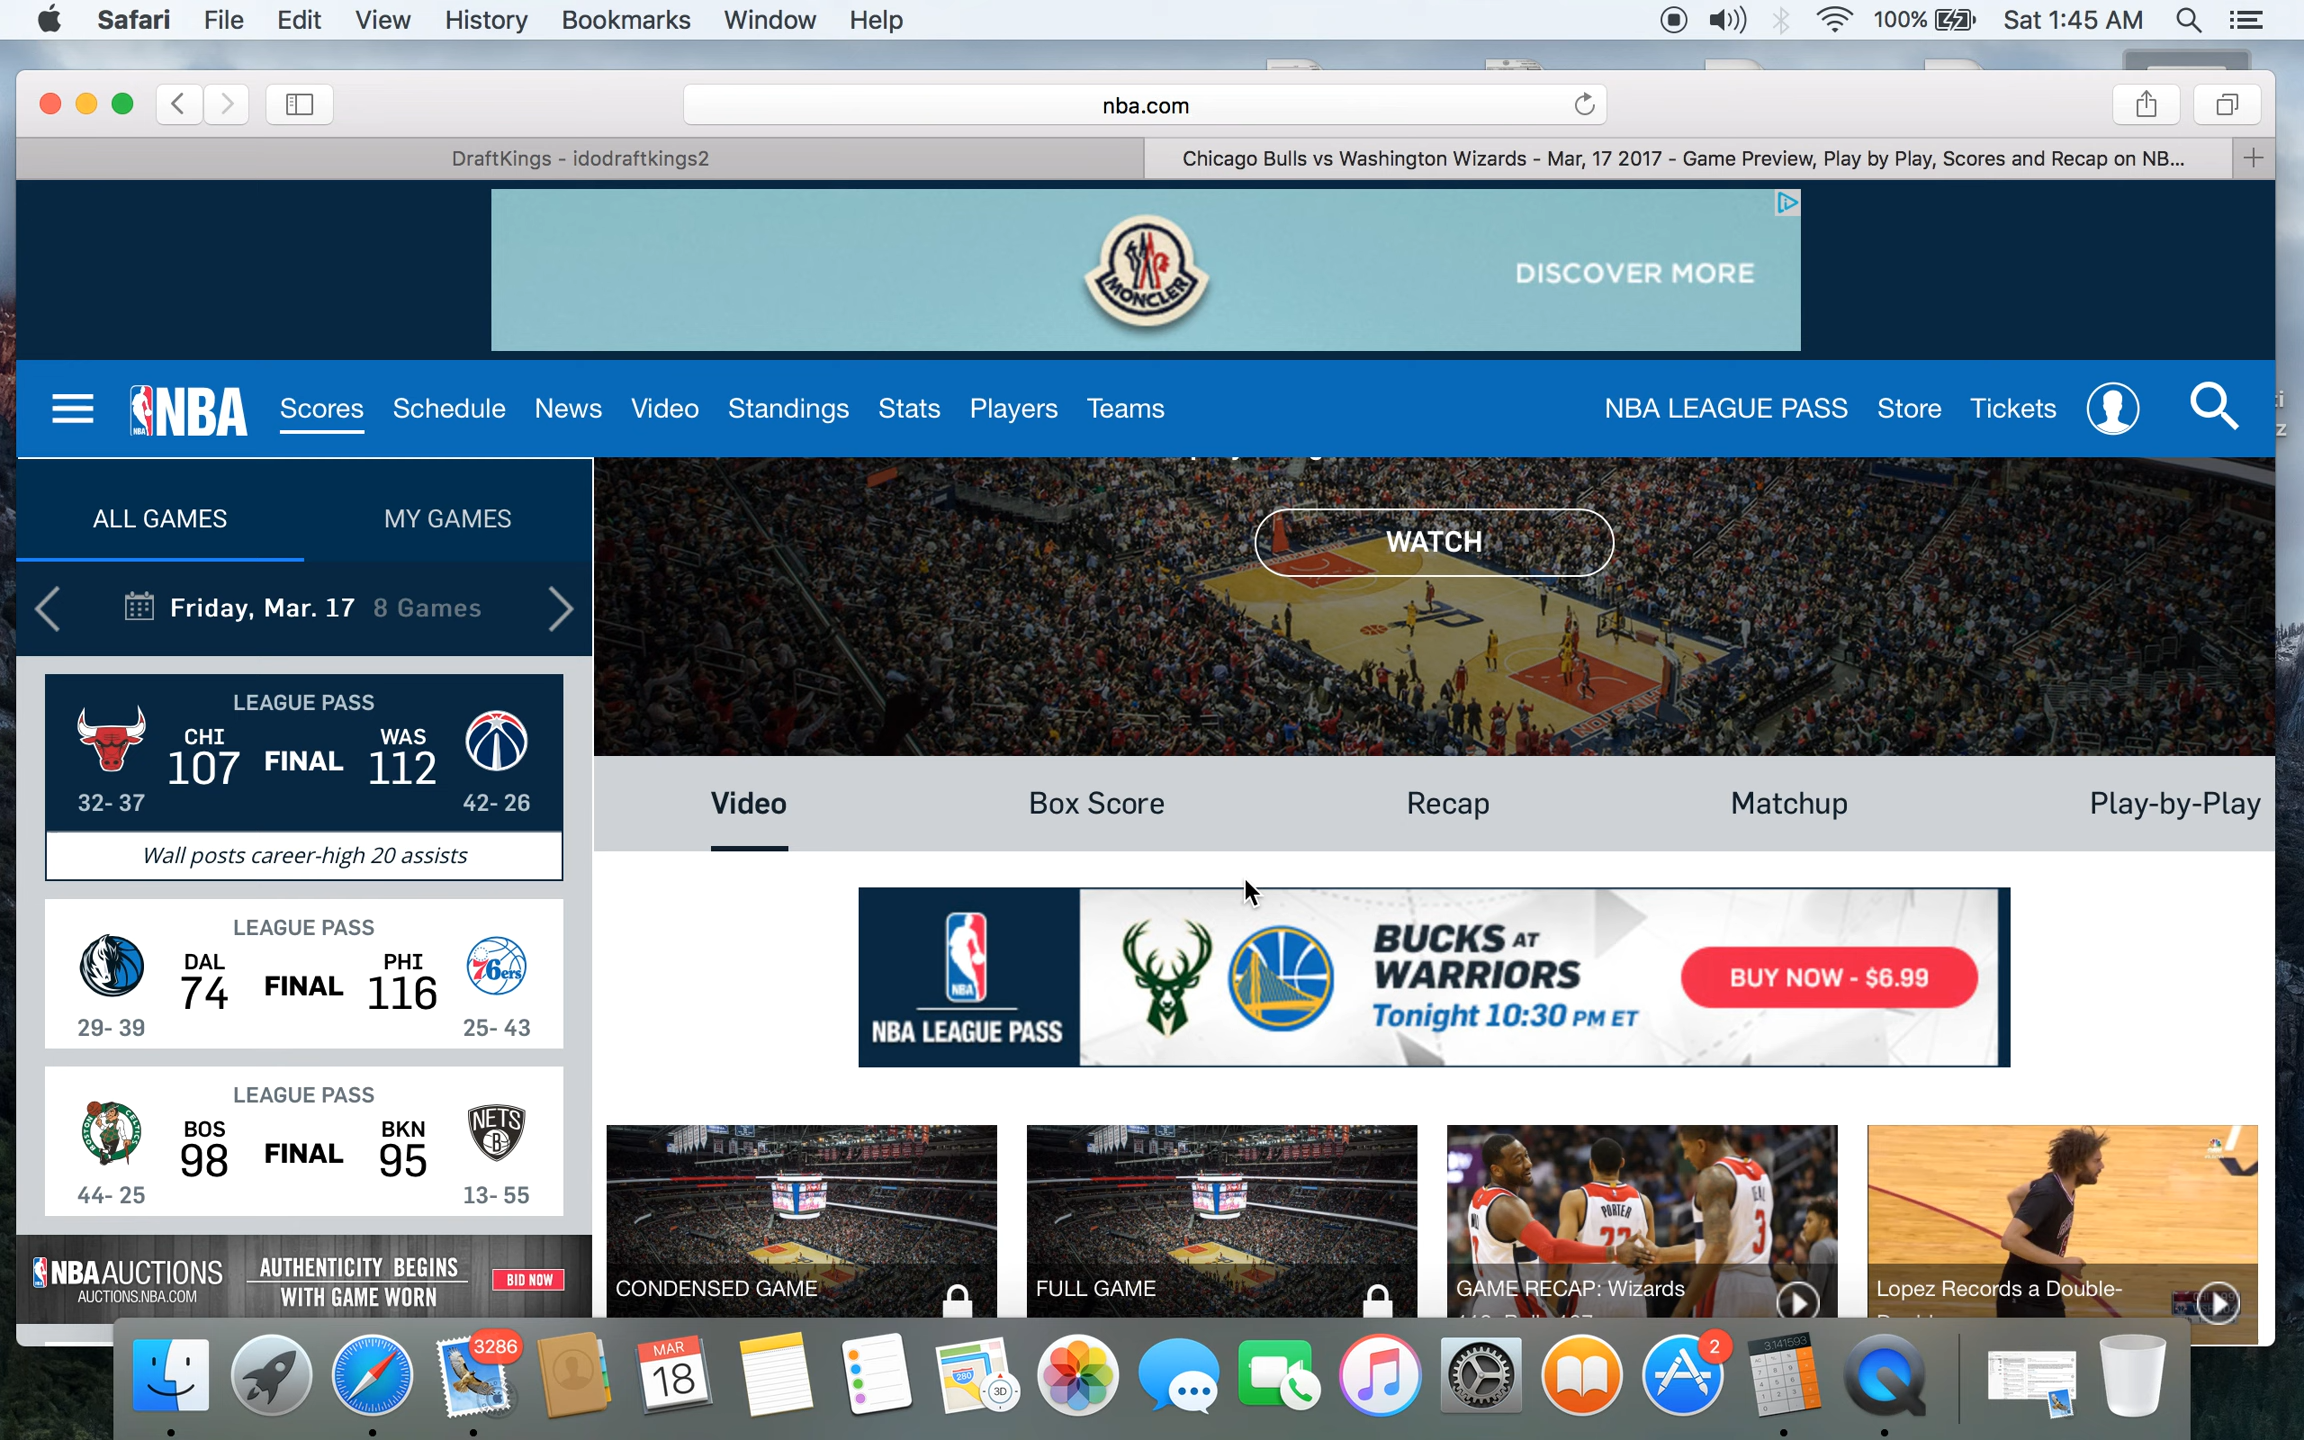 Safari File Edit View History Bookmarks Window Help 100% Sat 1:45 AM
nba.com
DraftKings - idodraftkings2
Chicago Bulls vs Washington Wizards - Mar, 17 2017 - Game Preview, Play by Play, Scores and Recap on NB...
MONCLER
DISCOVER MORE
NBA Scores Schedule News Video Standings Stats Players Teams NBA LEAGUE PASS Store Tickets
ALL GAMES MY GAMES
WATCH
Friday, Mar. 17 8 Games
LEAGUE PASS
CHI WAS
107 FINAL 112
32-37 42-26
Wall posts career-high 20 assists
LEAGUE PASS
DAL PHI
74 FINAL 116
29-39 25-43
LEAGUE PASS
BOS BKN
98 FINAL 95
44-25 13-55
NBA AUCTIONS
AUCTIONS.NBA.COM
AUTHENTICITY BEGINS
WITH GAME WORN
BID NOW
Video Box Score Recap Matchup Play-by-Play
NBA LEAGUE PASS
BUCKS AT
WARRIORS
Tonight 10:30 PM ET
BUY NOW - $6.99
CONDENSED GAME
FULL GAME
PORTER
GAME RECAP: Wizards
Lopez Records a Double-
3286
MAR
18
280
3D
2
3.141593